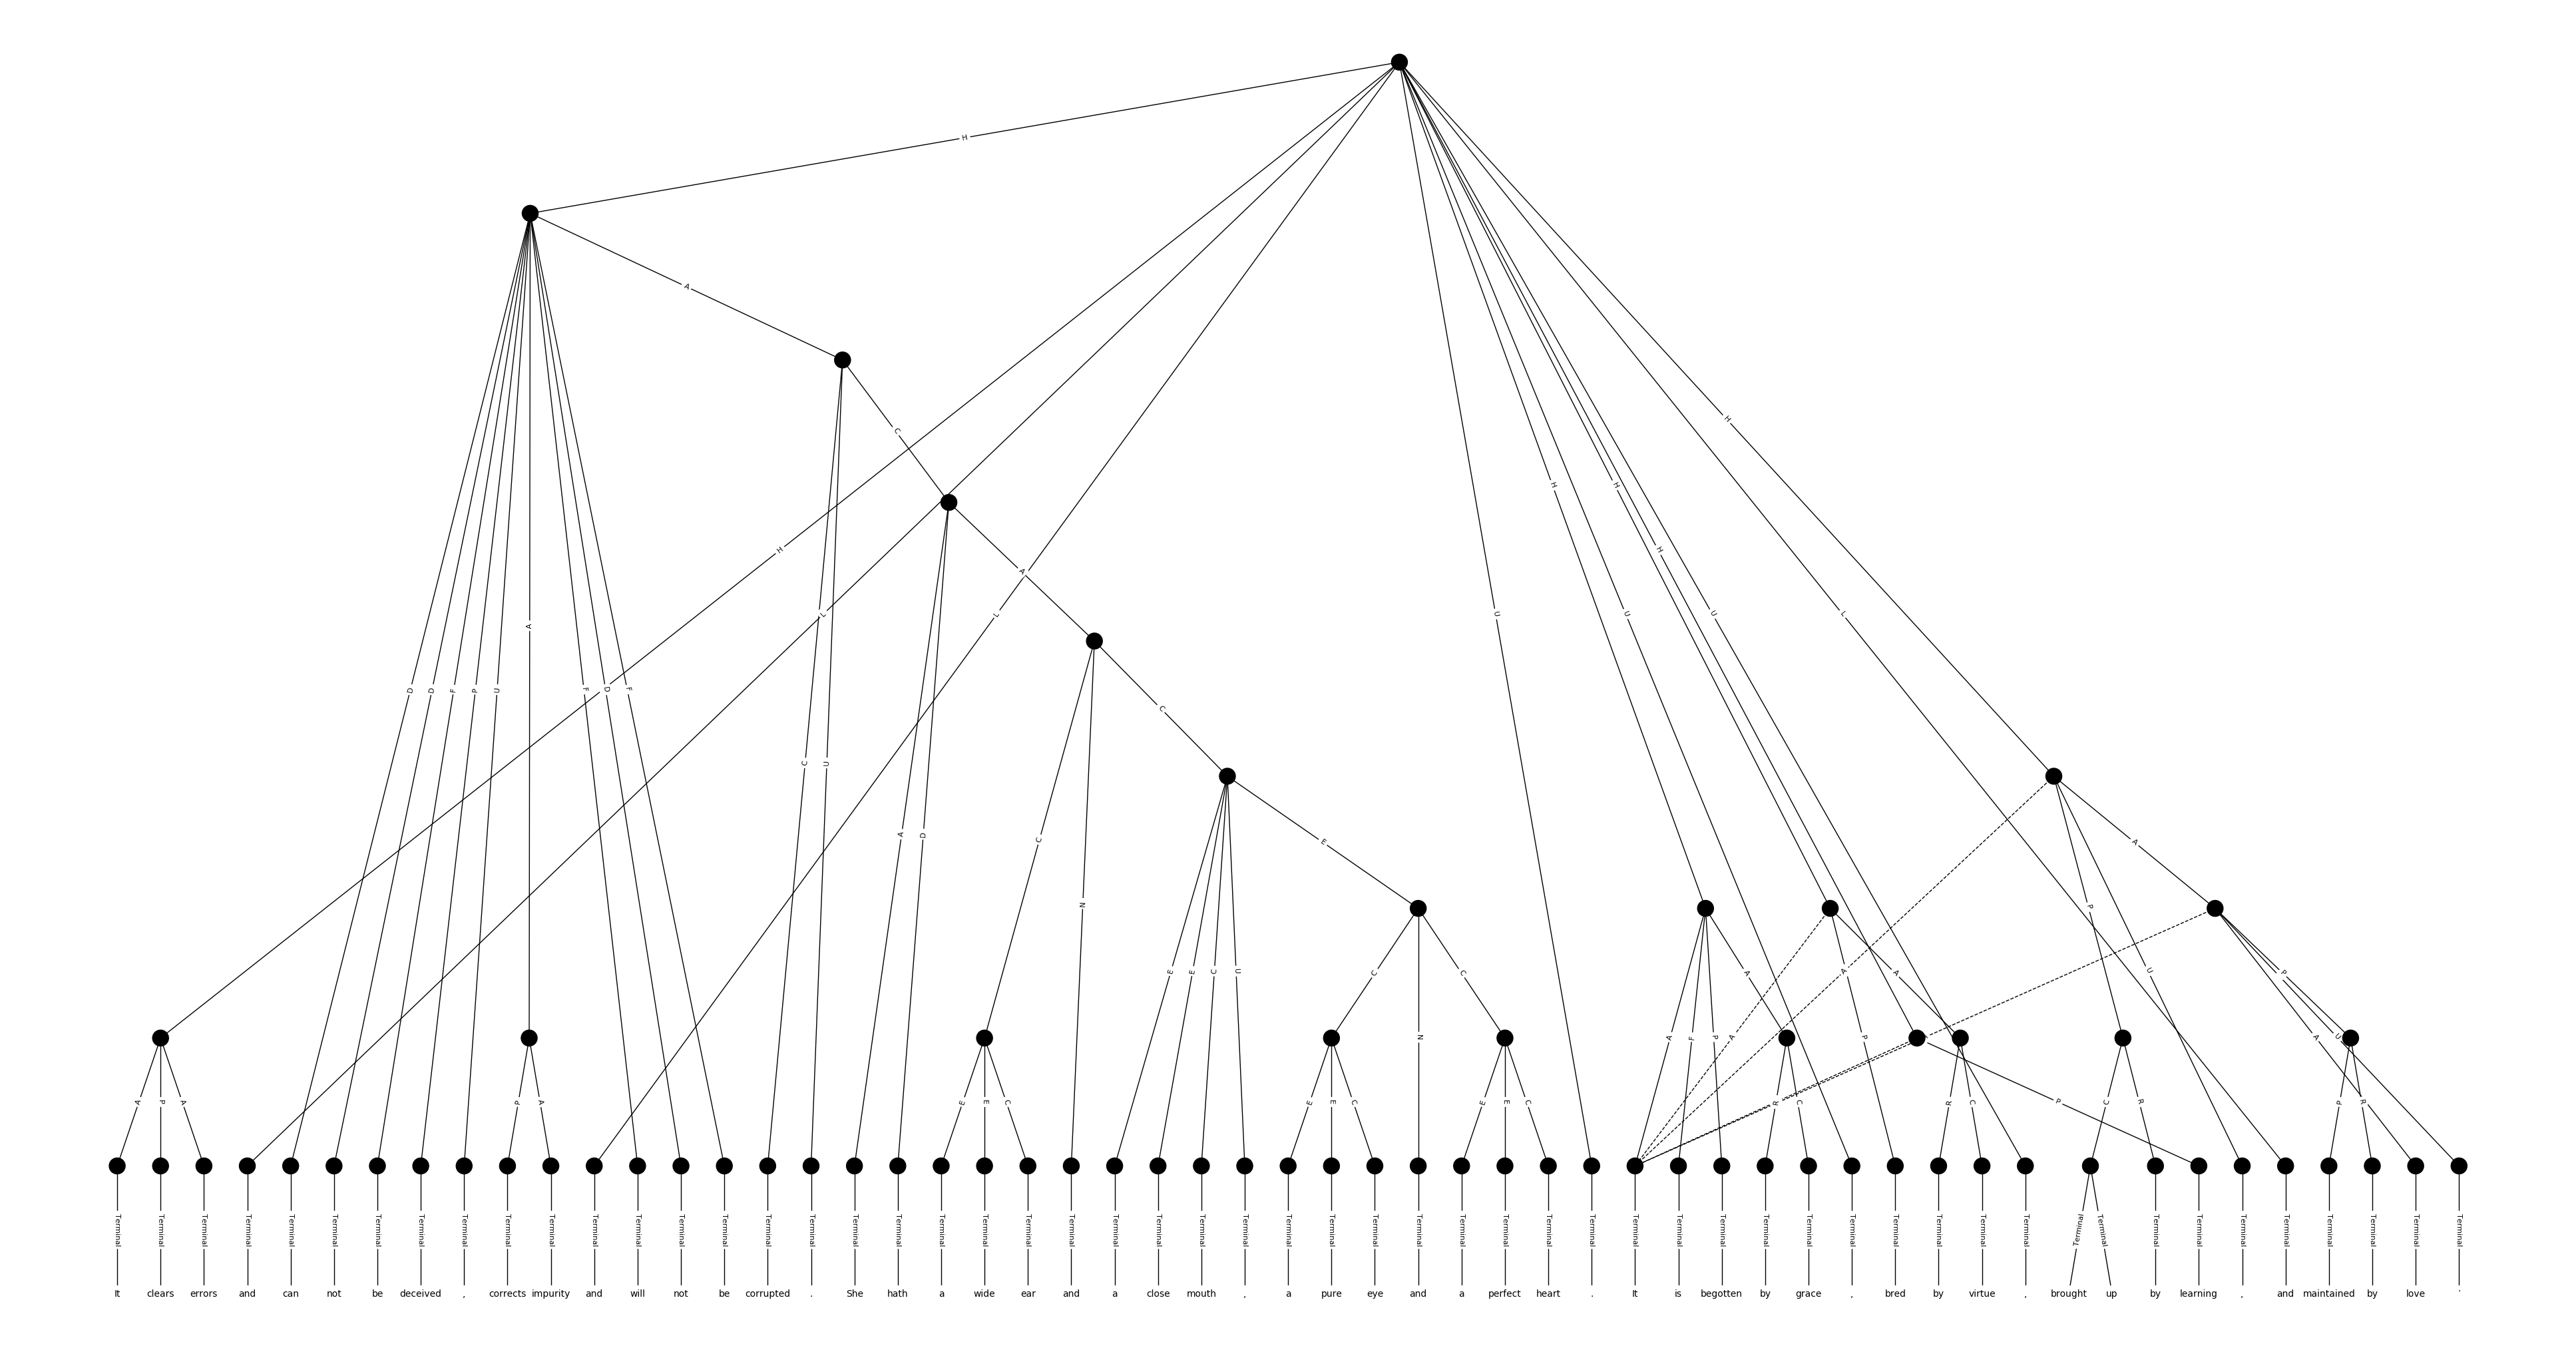 H
A
C
H
L
A
L
U
H
U
H
H
U
L
H
D D F P U A F D F
C U
A D
C N
C
E
E E C U
C N C
A F P A
A A P A
P U A
P A U
A P A
P A
E E C
E E C
E E C
R C
R C
P
C R
P R
Terminal Terminal Terminal Terminal Terminal Terminal Terminal Terminal Terminal Terminal Terminal Terminal Terminal Terminal Terminal Terminal Terminal Terminal Terminal Terminal Terminal Terminal Terminal Terminal Terminal Terminal Terminal Terminal Terminal Terminal Terminal Terminal Terminal Terminal Terminal Terminal Terminal Terminal Terminal Terminal Terminal Terminal Terminal Terminal Terminal Terminal Terminal Terminal Terminal Terminal Terminal Terminal Terminal Terminal Terminal
It clears errors and can not be deceived , corrects impurity and will not be corrupted . She hath a wide ear and a close mouth , a pure eye and a perfect heart . It is begotten by grace , bred by virtue , brought up by learning , and maintained by love .